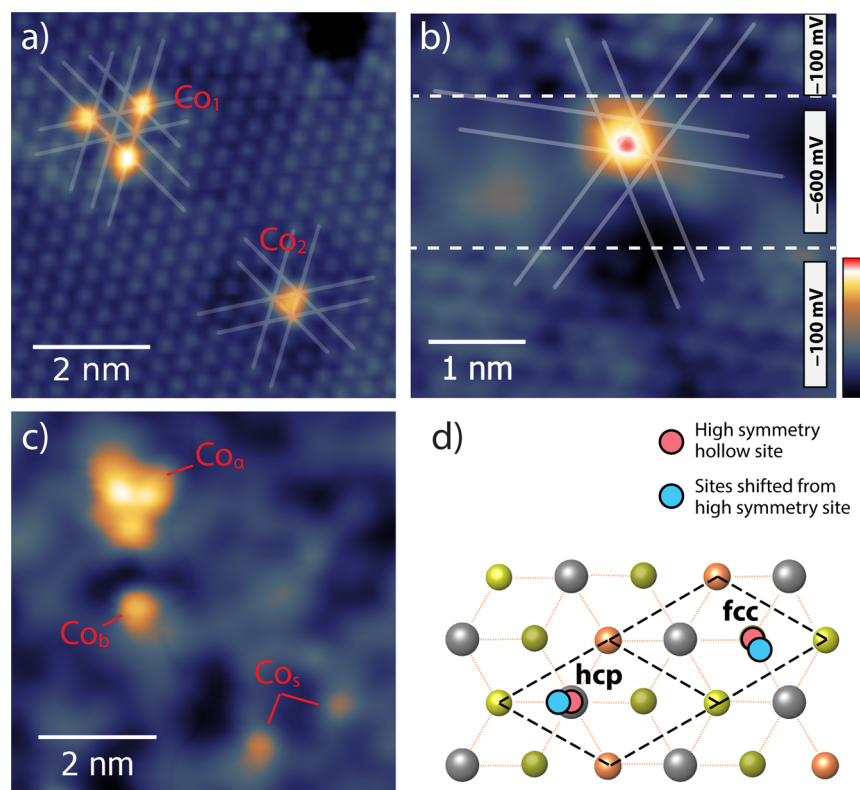 a)
Co₁
Co₂
2 nm
b)
–100 mV
–600 mV
–100 mV
1 nm
c)
Coα
Cob
Cos
2 nm
d)
High symmetry
hollow site
Sites shifted from
high symmetry site
fcc
hcp